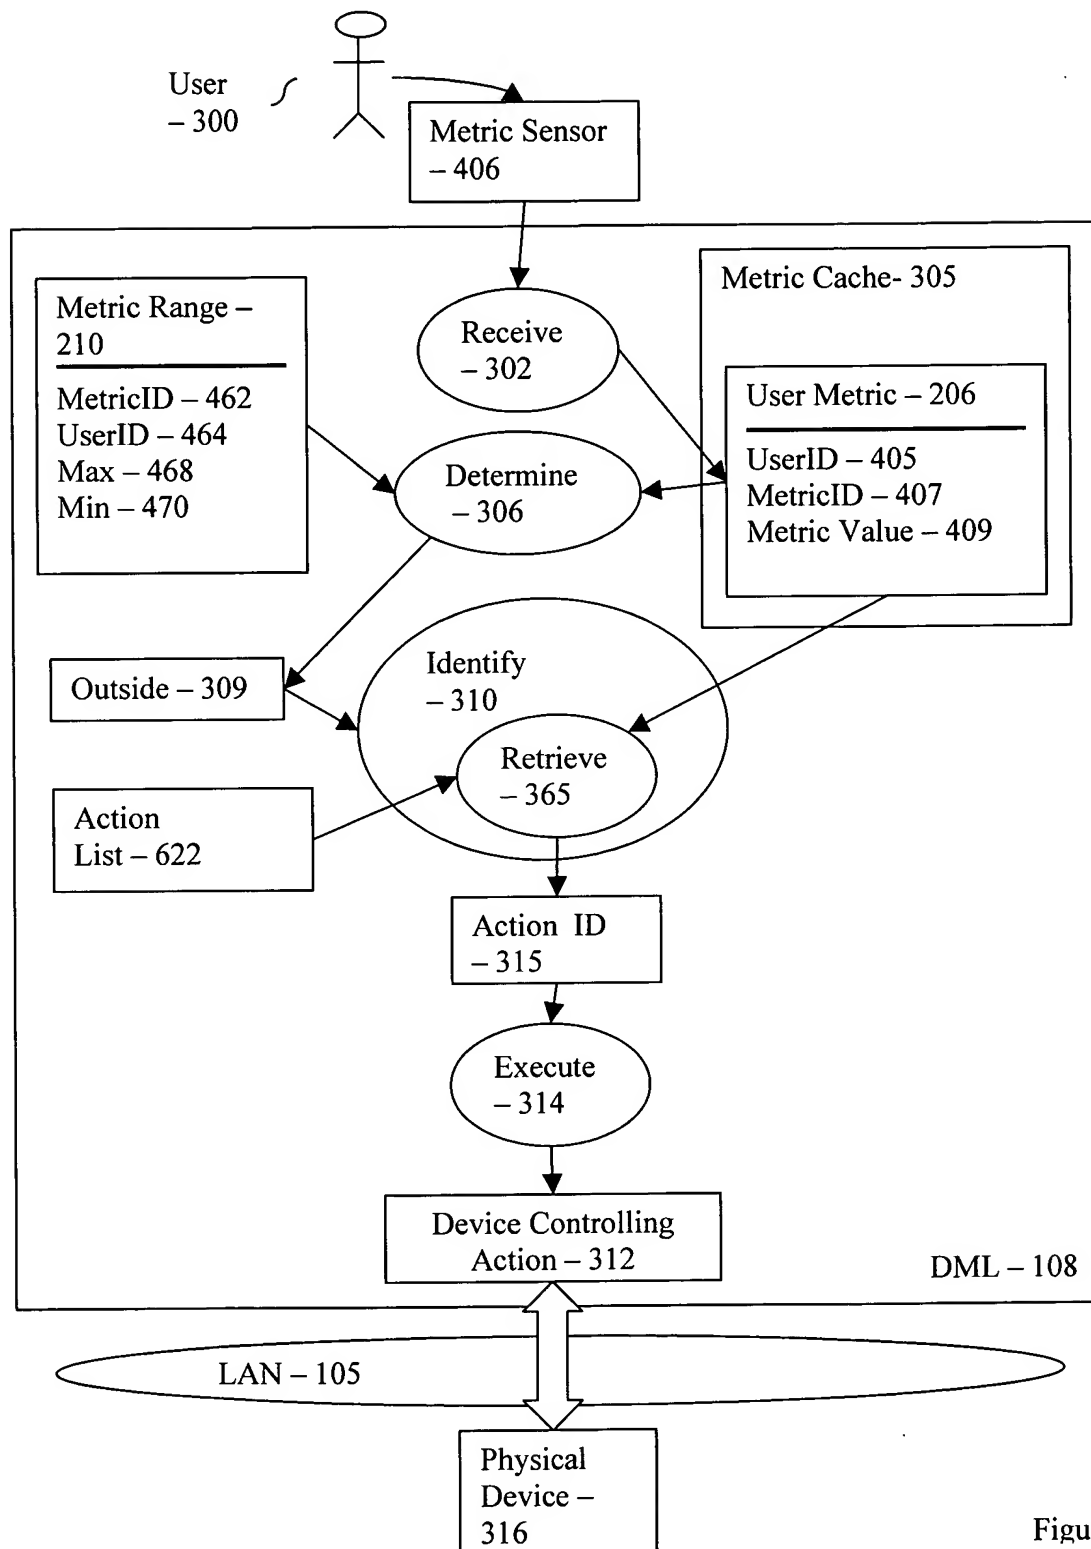 User
– 300
Metric Sensor
– 406
Metric Range –
210
MetricID – 462
UserID – 464
Max – 468
Min – 470
Receive
– 302
Metric Cache- 305
User Metric – 206
UserID – 405
MetricID – 407
Metric Value – 409
Determine
– 306
Outside – 309
Identify
– 310
Retrieve
– 365
Action
List – 622
Action ID
– 315
Execute
– 314
Device Controlling
Action – 312
DML – 108
LAN – 105
Physical
Device –
316
Figu